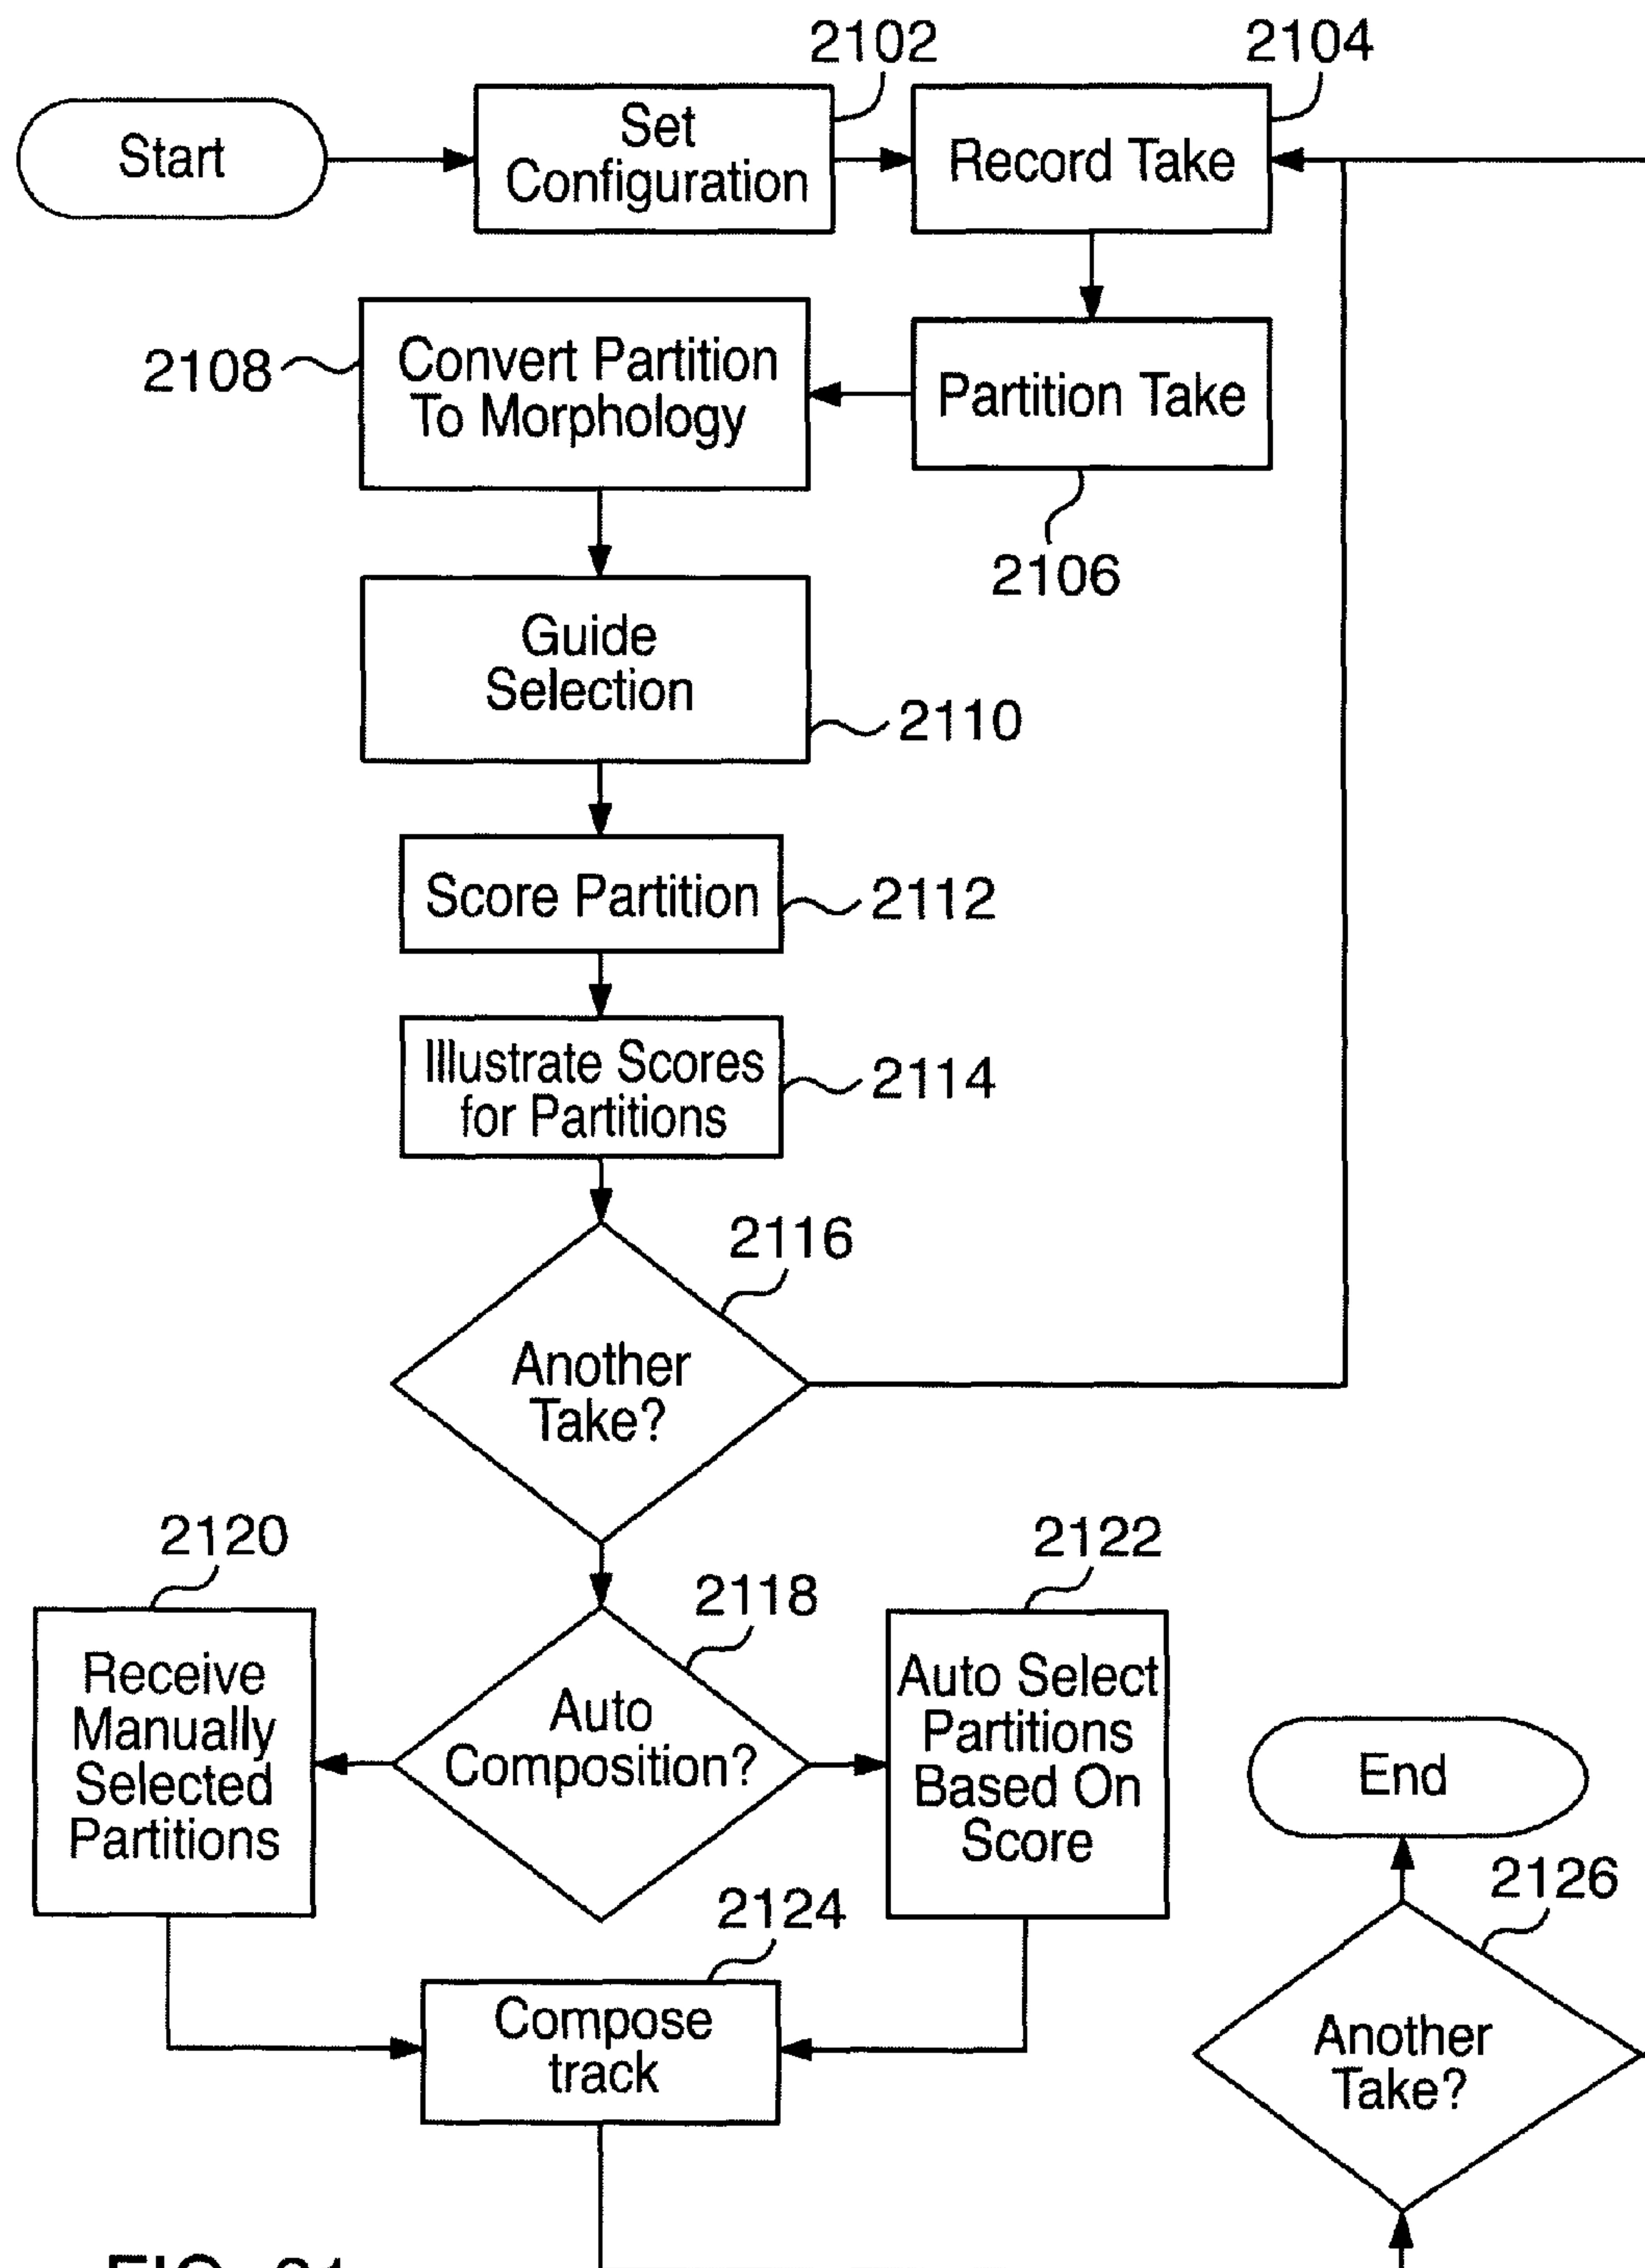 2102
2104
Start
Set
Configuration
Record Take
2108
Convert Partition
To Morphology
Partition Take
2106
Guide
Selection
2110
Score Partition
2112
Illustrate Scores
for Partitions
2114
2116
Another
Take?
2120
2122
2118
Receive
Manually
Selected
Partitions
Auto
Composition?
Auto Select
Partitions
Based On
Score
End
2126
2124
Compose
track
Another
Take?